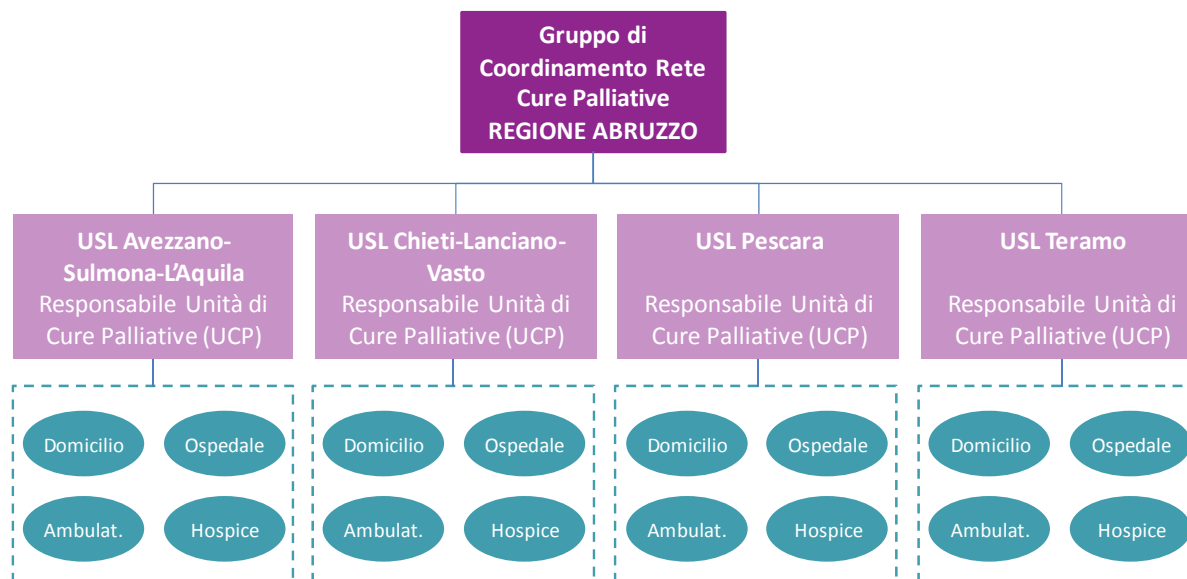 Gruppo di
Coordinamento Rete
Cure Palliative
REGIONE ABRUZZO
USL Avezzano-
Sulmona-L'Aquila
Responsabile Unità di
Cure Palliative (UCP)
USL Chieti-Lanciano-
Vasto
Responsabile Unità di
Cure Palliative (UCP)
USL Pescara
Responsabile Unità di
Cure Palliative (UCP)
USL Teramo
Responsabile Unità di
Cure Palliative (UCP)
Domicilio
Ospedale
Ambulat.
Hospice
Domicilio
Ospedale
Ambulat.
Hospice
Domicilio
Ospedale
Ambulat.
Hospice
Domicilio
Ospedale
Ambulat.
Hospice